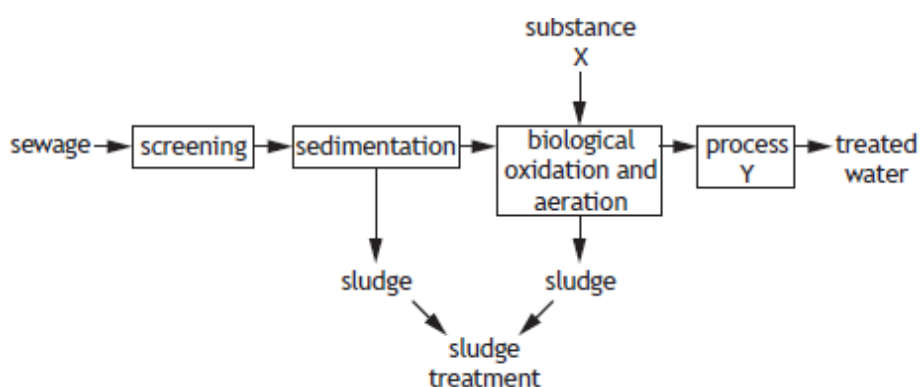 substance
X
sewage
screening
sedimentation
biological
oxidation and
aeration
process
Y
treated
water
sludge
sludge
sludge
treatment